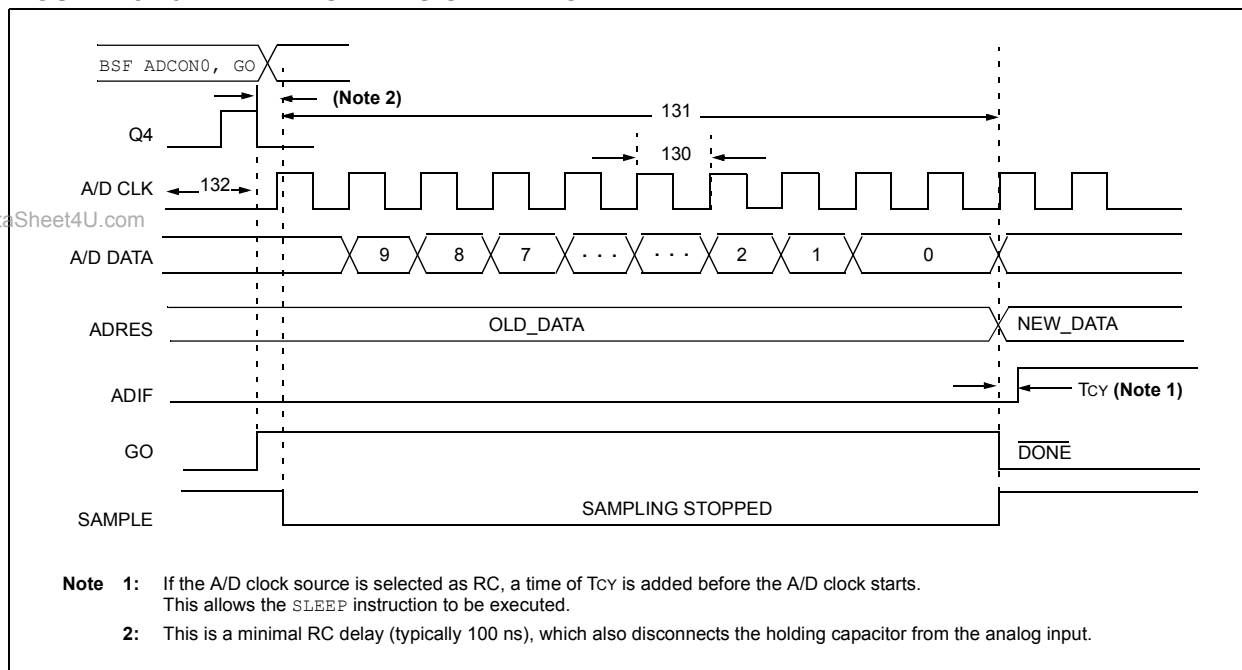 BSF ADCON0, GO
(Note 2)
131
Q4
130
A/D CLK
132
taSheet4U.com
A/D DATA
9 8 7 . . . . . . 2 1 0
ADRES
OLD_DATA
NEW_DATA
ADIF
TCY (Note 1)
GO
DONE
SAMPLE
SAMPLING STOPPED
Note 1: If the A/D clock source is selected as RC, a time of TCY is added before the A/D clock starts.
This allows the SLEEP instruction to be executed.
2: This is a minimal RC delay (typically 100 ns), which also disconnects the holding capacitor from the analog input.